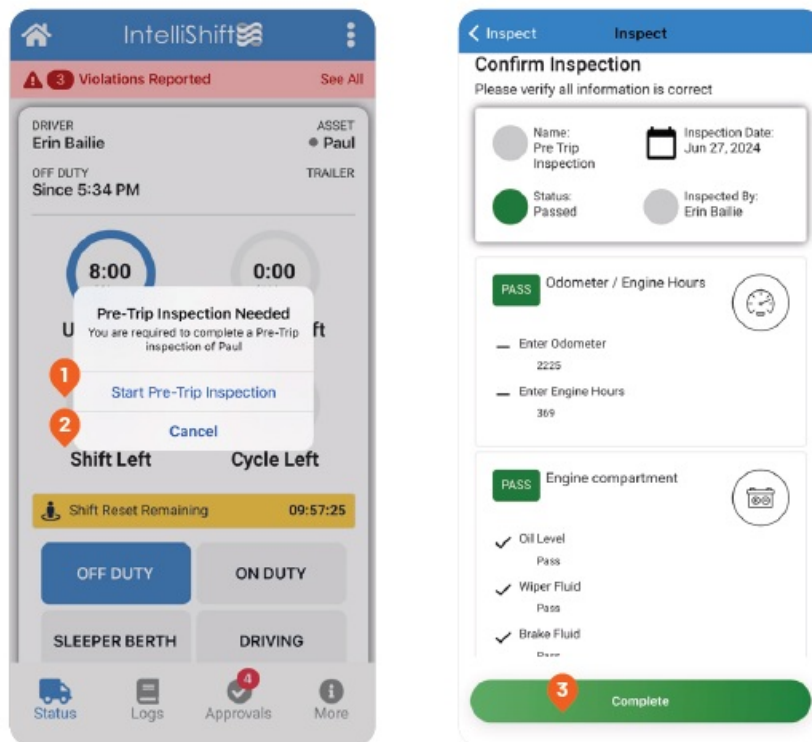 IntelliShift
3 Violations Reported See All
DRIVER ASSET
Erin Bailie Paul
OFF DUTY TRAILER
Since 5:34 PM
8:00 0:00
Pre-Trip Inspection Needed
You are required to complete a Pre-Trip
inspection of Paul
1
Start Pre-Trip Inspection
2
Cancel
Shift Left Cycle Left
Shift Reset Remaining 09:57:25
OFF DUTY ON DUTY
SLEEPER BERTH DRIVING
4
Status Logs Approvals More
Inspect Inspect
Confirm Inspection
Please verify all information is correct
Name:
Pre Trip
Inspection
Inspection Date:
Jun 27, 2024
Status:
Passed
Inspected By:
Erin Bailie
PASS Odometer / Engine Hours
Enter Odometer
2225
Enter Engine Hours
369
PASS Engine compartment
Oil Level
Pass
Wiper Fluid
Pass
Brake Fluid
3
Complete